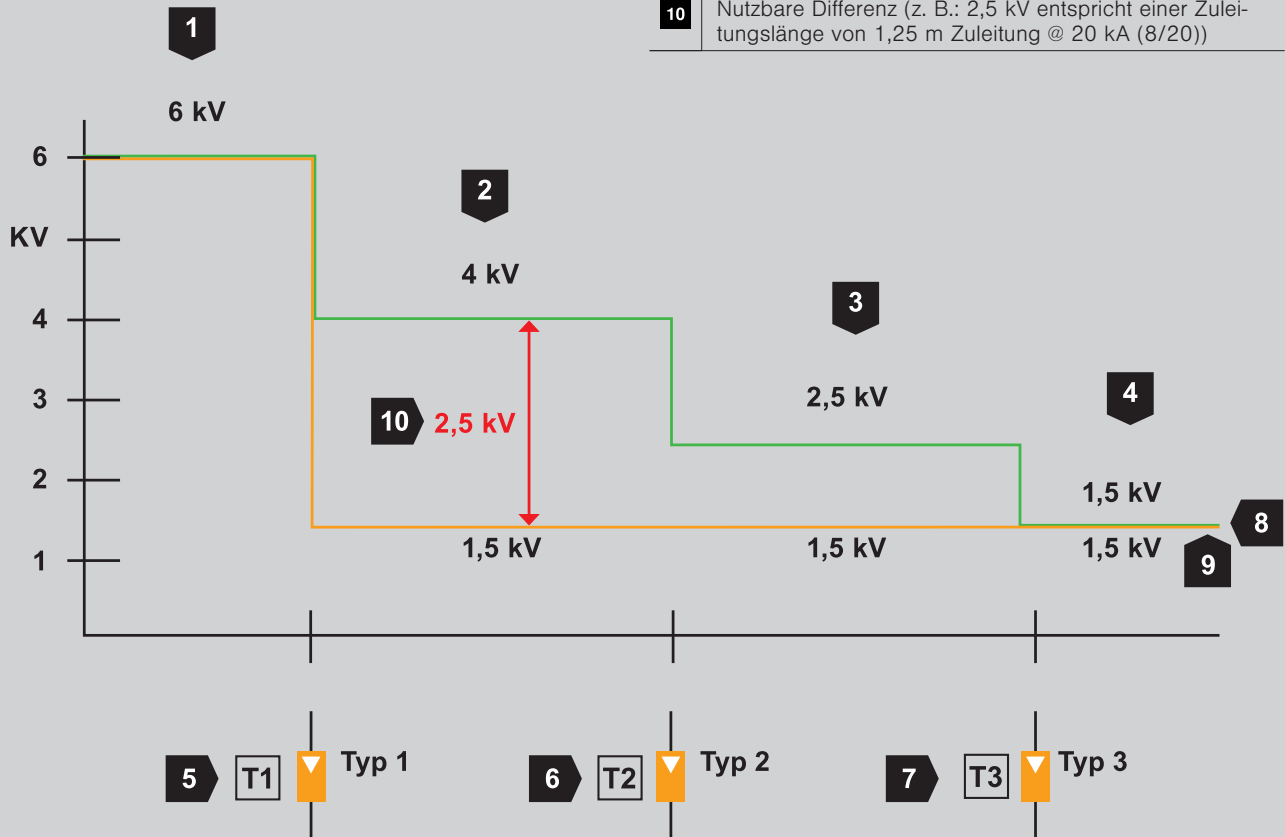 1
10 Nutzbare Differenz (z. B.: 2,5 kV entspricht einer Zulei-
tungslänge von 1,25 m Zuleitung @ 20 kA (8/20))
6 kV
6
2
KV
4 kV
3
4
2,5 kV
4
3
10 2,5 kV
2
1,5 kV
8
1,5 kV
1,5 kV
1,5 kV
1
9
5 T1 Typ 1
6 T2 Typ 2
7 T3 Typ 3